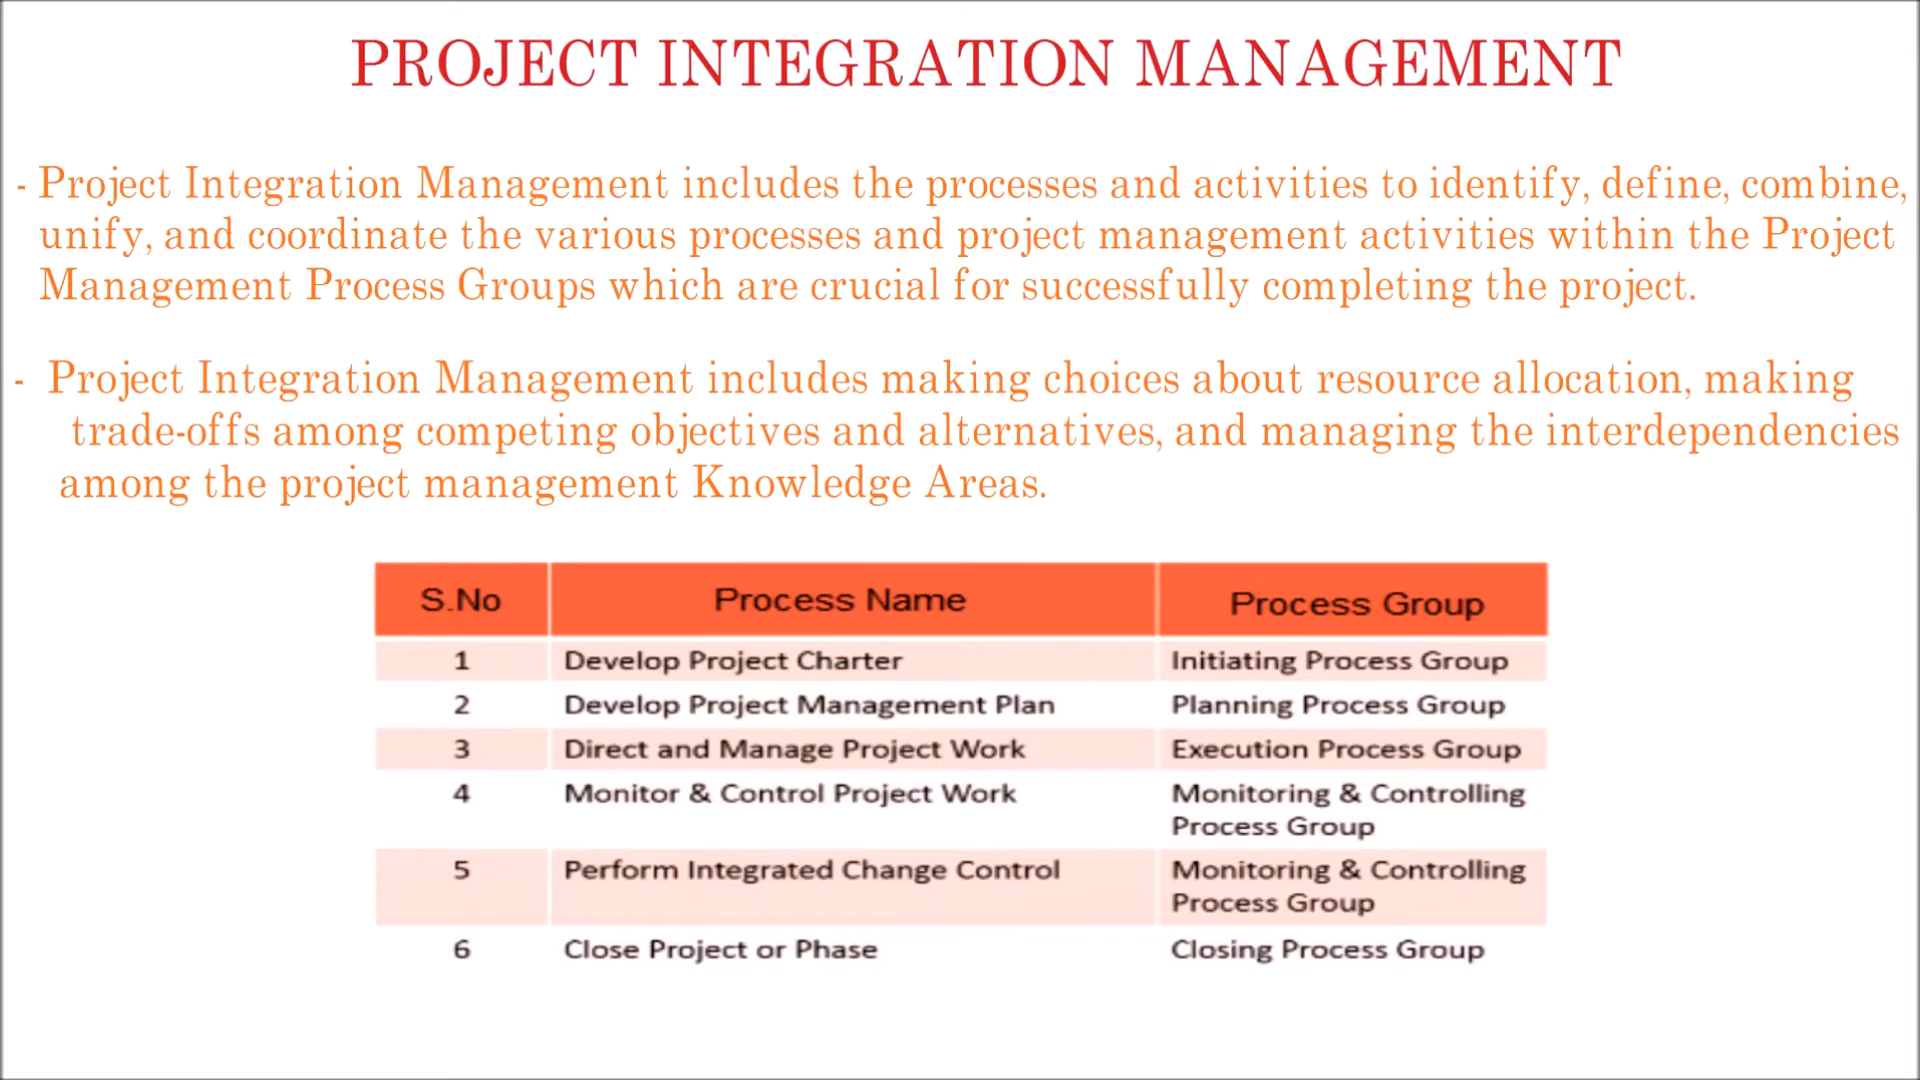 PROJECT INTEGRATION MANAGEMENT
- Project Integration Management includes the processes and activities to identify, define, combine,
unify, and coordinate the various processes and project management activities within the Project
Management Process Groups which are crucial for successfully completing the project.
- Project Integration Management includes making choices about resource allocation, making
trade-offs among competing objectives and alternatives, and managing the interdependencies
among the project management Knowledge Areas.
S.No Process Name Process Group
1 Develop Project Charter Initiating Process Group
2 Develop Project Management Plan Planning Process Group
3 Direct and Manage Project Work Execution Process Group
4 Monitor & Control Project Work Monitoring & Controlling
Process Group
5 Perform Integrated Change Control Monitoring & Controlling
Process Group
6 Close Project or Phase Closing Process Group